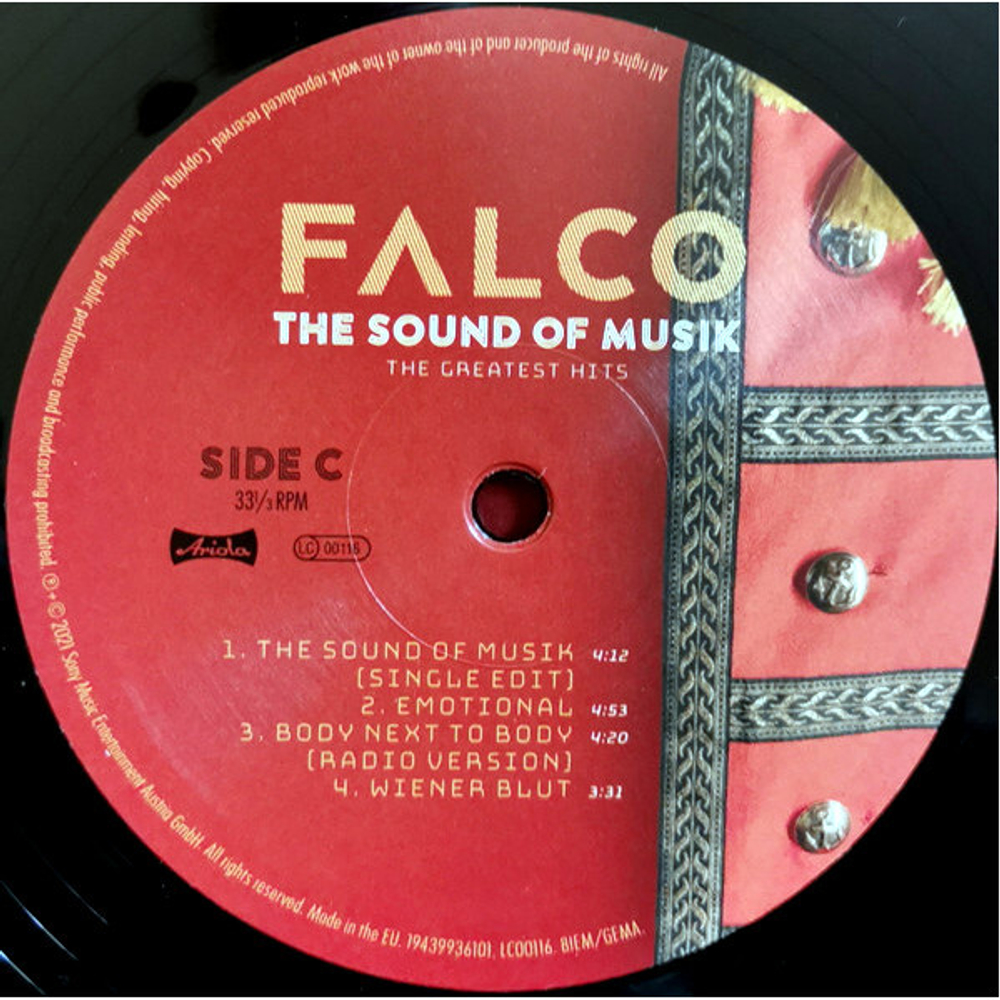 FALCO
THE SOUND OF MUSIK
THE GREATEST HITS
SIDE C
33⅓ RPM
Ariola
LC 00116
1. THE SOUND OF MUSIK 4:12
(SINGLE EDIT)
2. EMOTIONAL 4:53
3. BODY NEXT TO BODY 4:20
(RADIO VERSION)
4. WIENER BLUT 3:31
All rights of the producer and of the owner of the work reproduced reserved. Copying, hiring, lending, public performance and broadcasting prohibited. ℗ + © 2021 Sony Music Entertainment Austria GmbH. All rights reserved. Made in the EU. 19439936101, LC00116. BIEM/GEMA.